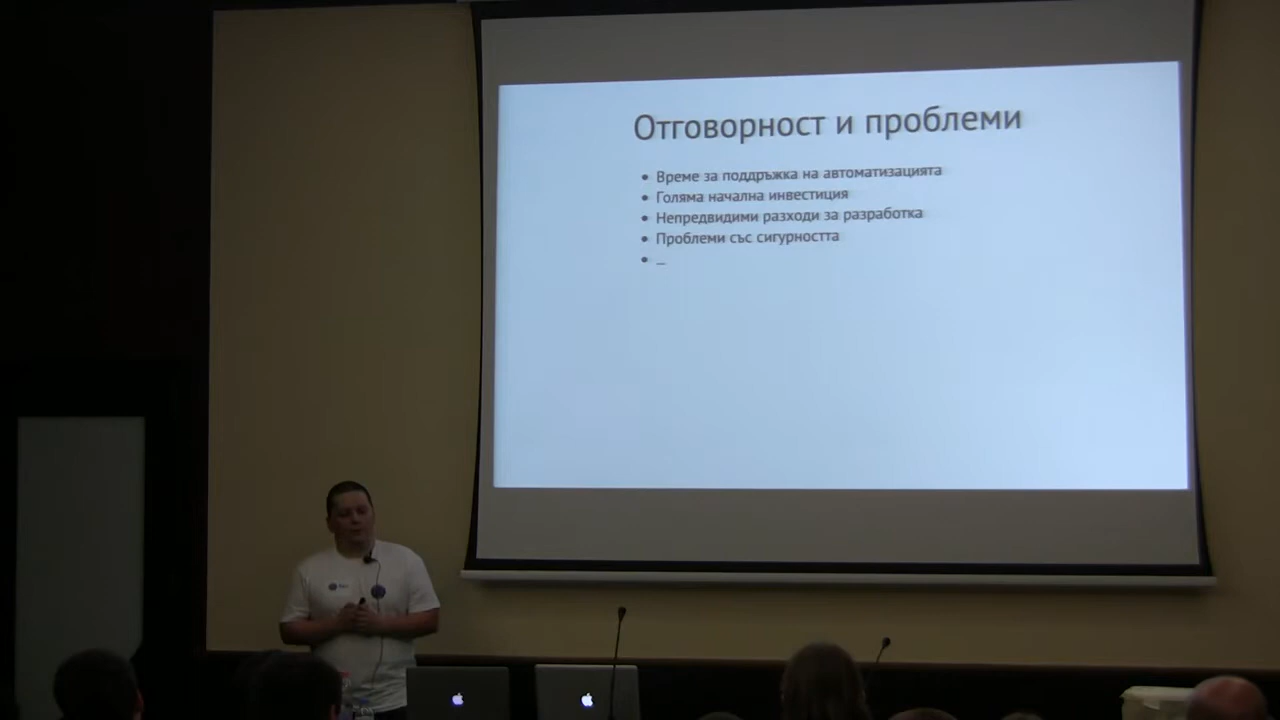 Отговорност и проблеми
Време за поддръжка на автоматизацията
Голяма начална инвестиция
Непредвидими разходи за разработка
Проблеми със сигурността
...